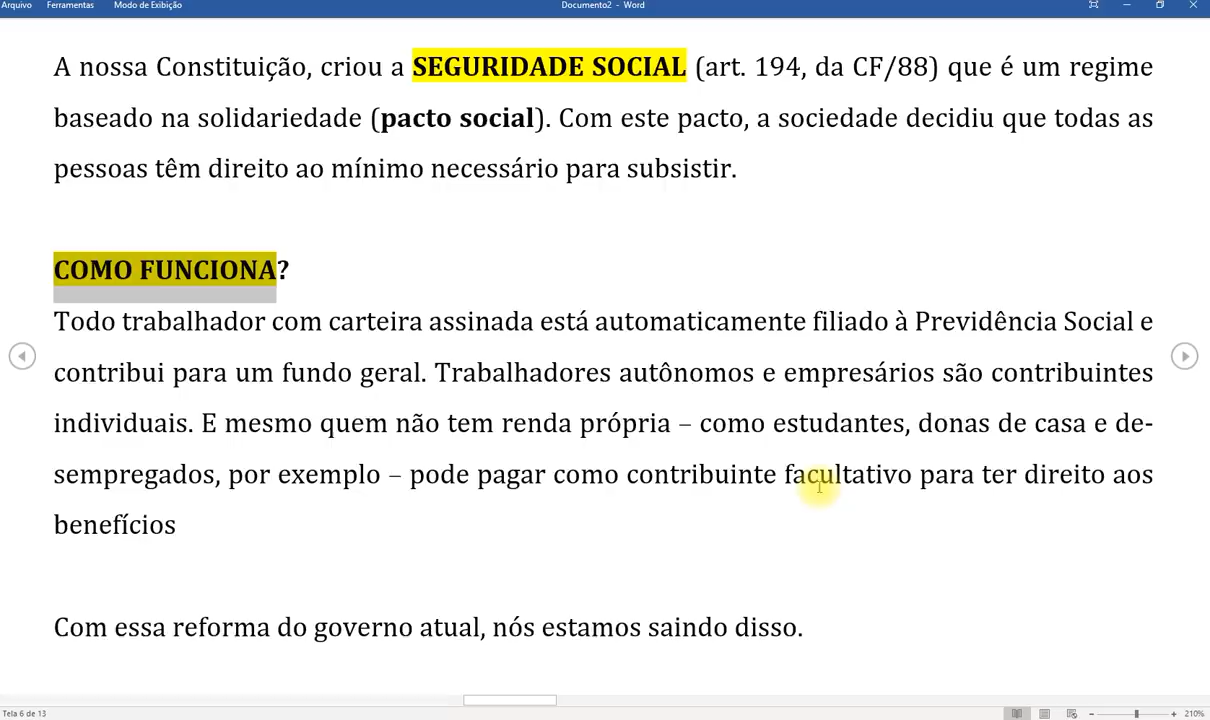 Arquivo Ferramentas Modo de Exibição Documento2 - Word
A nossa Constituição, criou a SEGURIDADE SOCIAL (art. 194, da CF/88) que é um regime
baseado na solidariedade (pacto social). Com este pacto, a sociedade decidiu que todas as
pessoas têm direito ao mínimo necessário para subsistir.
COMO FUNCIONA?
Todo trabalhador com carteira assinada está automaticamente filiado à Previdência Social e
contribui para um fundo geral. Trabalhadores autônomos e empresários são contribuintes
individuais. E mesmo quem não tem renda própria – como estudantes, donas de casa e de-
sempregados, por exemplo – pode pagar como contribuinte facultativo para ter direito aos
benefícios
Com essa reforma do governo atual, nós estamos saindo disso.
Tela 6 de 13 210%